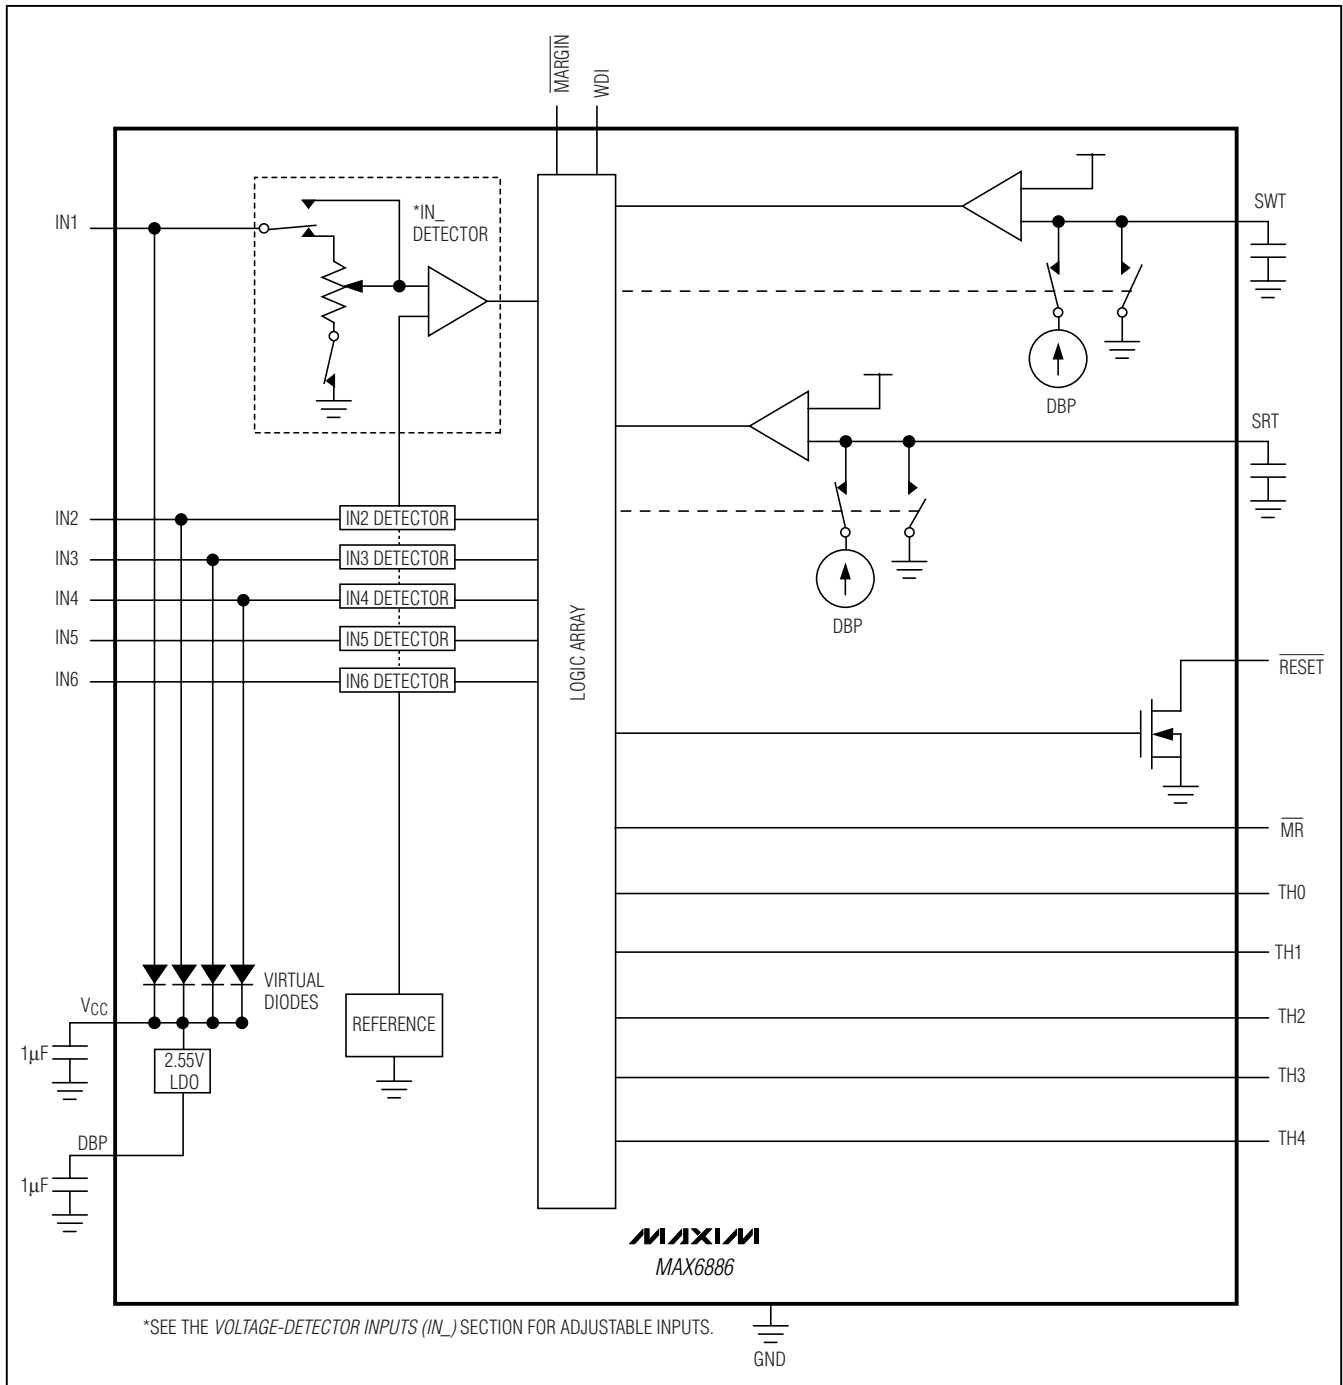 MARGIN
WDI
IN1
*IN_
DETECTOR
SWT
DBP
SRT
DBP
IN2
IN2 DETECTOR
IN3
IN3 DETECTOR
IN4
IN4 DETECTOR
IN5
IN5 DETECTOR
IN6
IN6 DETECTOR
LOGIC ARRAY
RESET
MR
TH0
TH1
TH2
TH3
TH4
VIRTUAL
DIODES
VCC
1µF
2.55V
LDO
REFERENCE
DBP
1µF
MAXIM
MAX6886
*SEE THE VOLTAGE-DETECTOR INPUTS (IN_) SECTION FOR ADJUSTABLE INPUTS.
GND